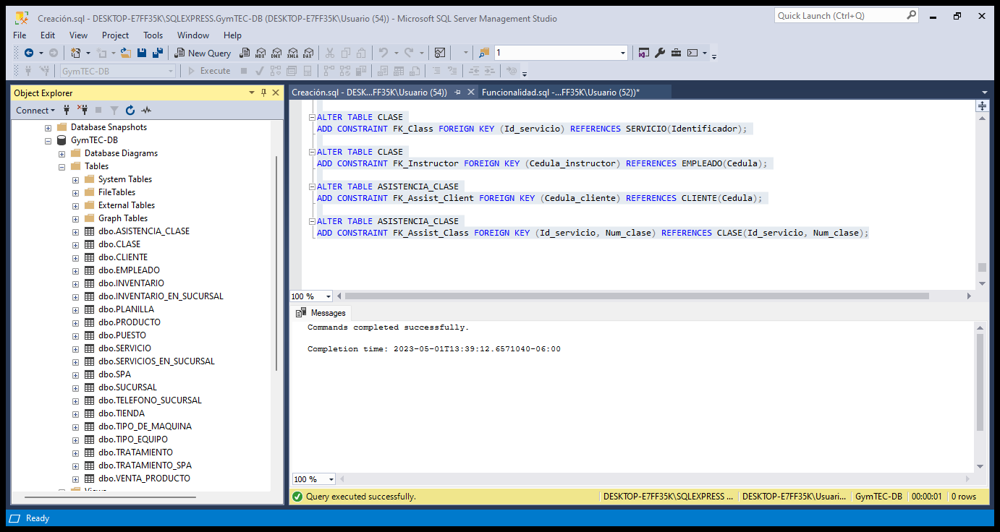 Creación.sql - DESKTOP-E7FF35K\SQLEXPRESS.GymTEC-DB (DESKTOP-E7FF35K\Usuario (54)) - Microsoft SQL Server Management Studio
Quick Launch (Ctrl+Q)
File Edit View Project Tools Window Help
New Query MDX DMX XMLA DAX 1
GymTEC-DB Execute
Object Explorer
Connect
Database Snapshots
GymTEC-DB
Database Diagrams
Tables
System Tables
FileTables
External Tables
Graph Tables
dbo.ASISTENCIA_CLASE
dbo.CLASE
dbo.CLIENTE
dbo.EMPLEADO
dbo.INVENTARIO
dbo.INVENTARIO_EN_SUCURSAL
dbo.PLANILLA
dbo.PRODUCTO
dbo.PUESTO
dbo.SERVICIO
dbo.SERVICIOS_EN_SUCURSAL
dbo.SPA
dbo.SUCURSAL
dbo.TELEFONO_SUCURSAL
dbo.TIENDA
dbo.TIPO_DE_MAQUINA
dbo.TIPO_EQUIPO
dbo.TRATAMIENTO
dbo.TRATAMIENTO_SPA
dbo.VENTA_PRODUCTO
Creación.sql - DESK...FF35K\Usuario (54)) Funcionalidad.sql -...FF35K\Usuario (52))*
ALTER TABLE CLASE
ADD CONSTRAINT FK_Class FOREIGN KEY (Id_servicio) REFERENCES SERVICIO(Identificador);
ALTER TABLE CLASE
ADD CONSTRAINT FK_Instructor FOREIGN KEY (Cedula_instructor) REFERENCES EMPLEADO(Cedula);
ALTER TABLE ASISTENCIA_CLASE
ADD CONSTRAINT FK_Assist_Client FOREIGN KEY (Cedula_cliente) REFERENCES CLIENTE(Cedula);
ALTER TABLE ASISTENCIA_CLASE
ADD CONSTRAINT FK_Assist_Class FOREIGN KEY (Id_servicio, Num_clase) REFERENCES CLASE(Id_servicio, Num_clase);
100 %
Messages
Commands completed successfully.
Completion time: 2023-05-01T13:39:12.6571040-06:00
100 %
Query executed successfully. DESKTOP-E7FF35K\SQLEXPRESS ... DESKTOP-E7FF35K\Usuari... GymTEC-DB 00:00:01 0 rows
Ready